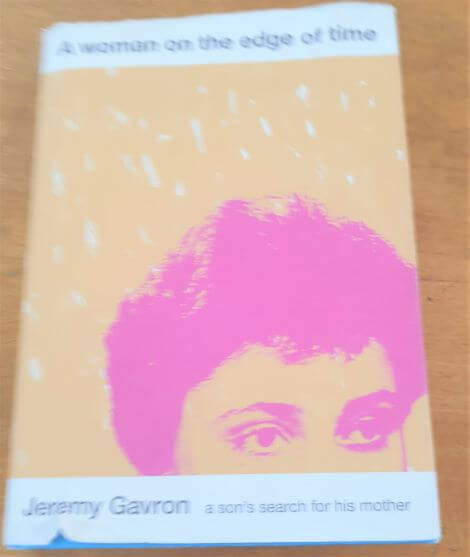 A woman on the edge of time
Jeremy Gavron a son's search for his mother